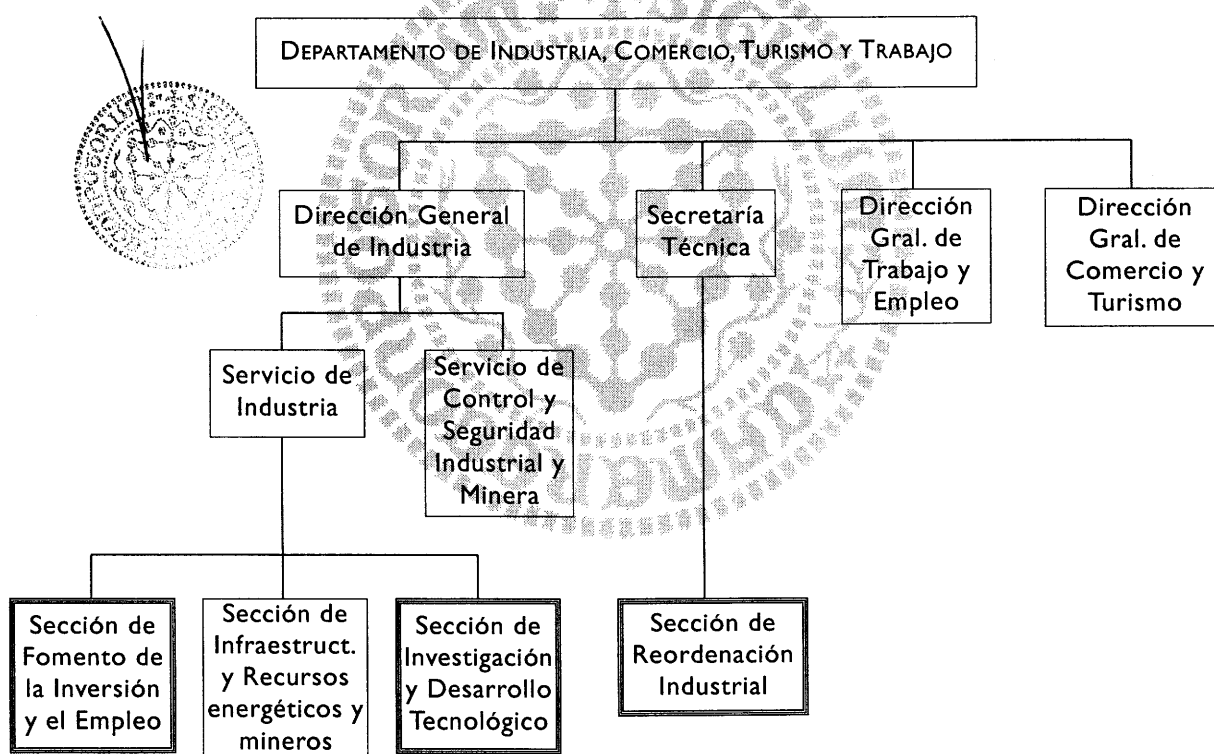 DEPARTAMENTO DE INDUSTRIA, COMERCIO, TURISMO Y TRABAJO
Dirección General
de Industria
Secretaría
Técnica
Dirección
Gral. de
Trabajo y
Empleo
Dirección
Gral. de
Comercio y
Turismo
Servicio de
Industria
Servicio de
Control y
Seguridad
Industrial y
Minera
Sección de
Fomento de
la Inversión
y el Empleo
Sección de
Infraestruct.
y Recursos
energéticos y
mineros
Sección de
Investigación
y Desarrollo
Tecnológico
Sección de
Reordenación
Industrial